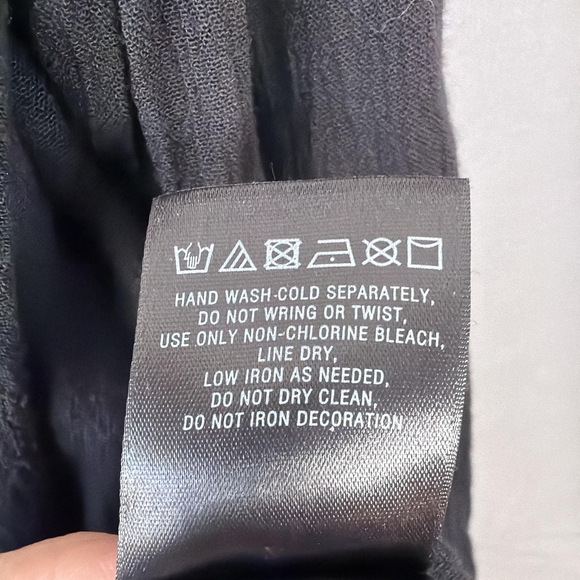 HAND WASH-COLD SEPARATELY,
DO NOT WRING OR TWIST,
USE ONLY NON-CHLORINE BLEACH,
LINE DRY,
LOW IRON AS NEEDED,
DO NOT DRY CLEAN,
DO NOT IRON DECORATION